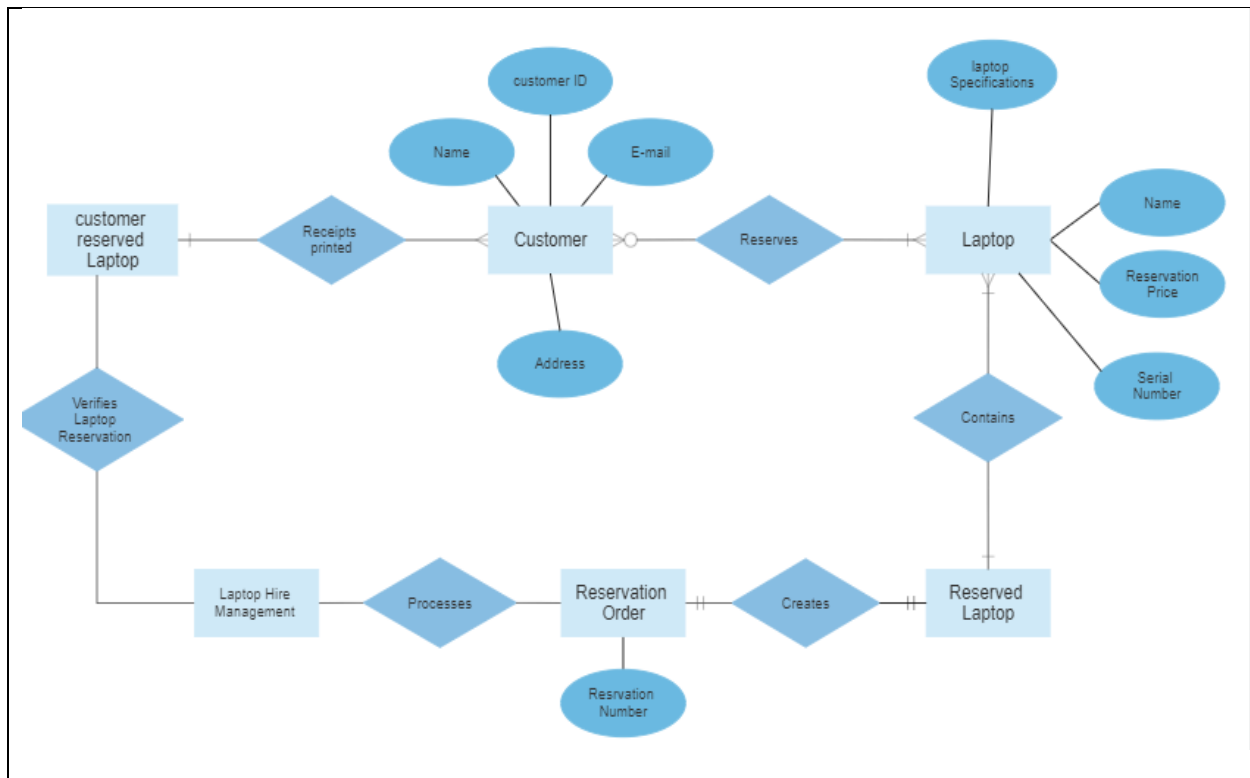 customer ID
laptop
Specifications
Name
E-mail
Name
customer
reserved
Laptop
Receipts
printed
Customer
Reserves
Laptop
Reservation
Price
Address
Serial
Number
Verifies
Laptop
Reservation
Contains
Laptop Hire
Management
Processes
Reservation
Order
Creates
Reserved
Laptop
Resrvation
Number